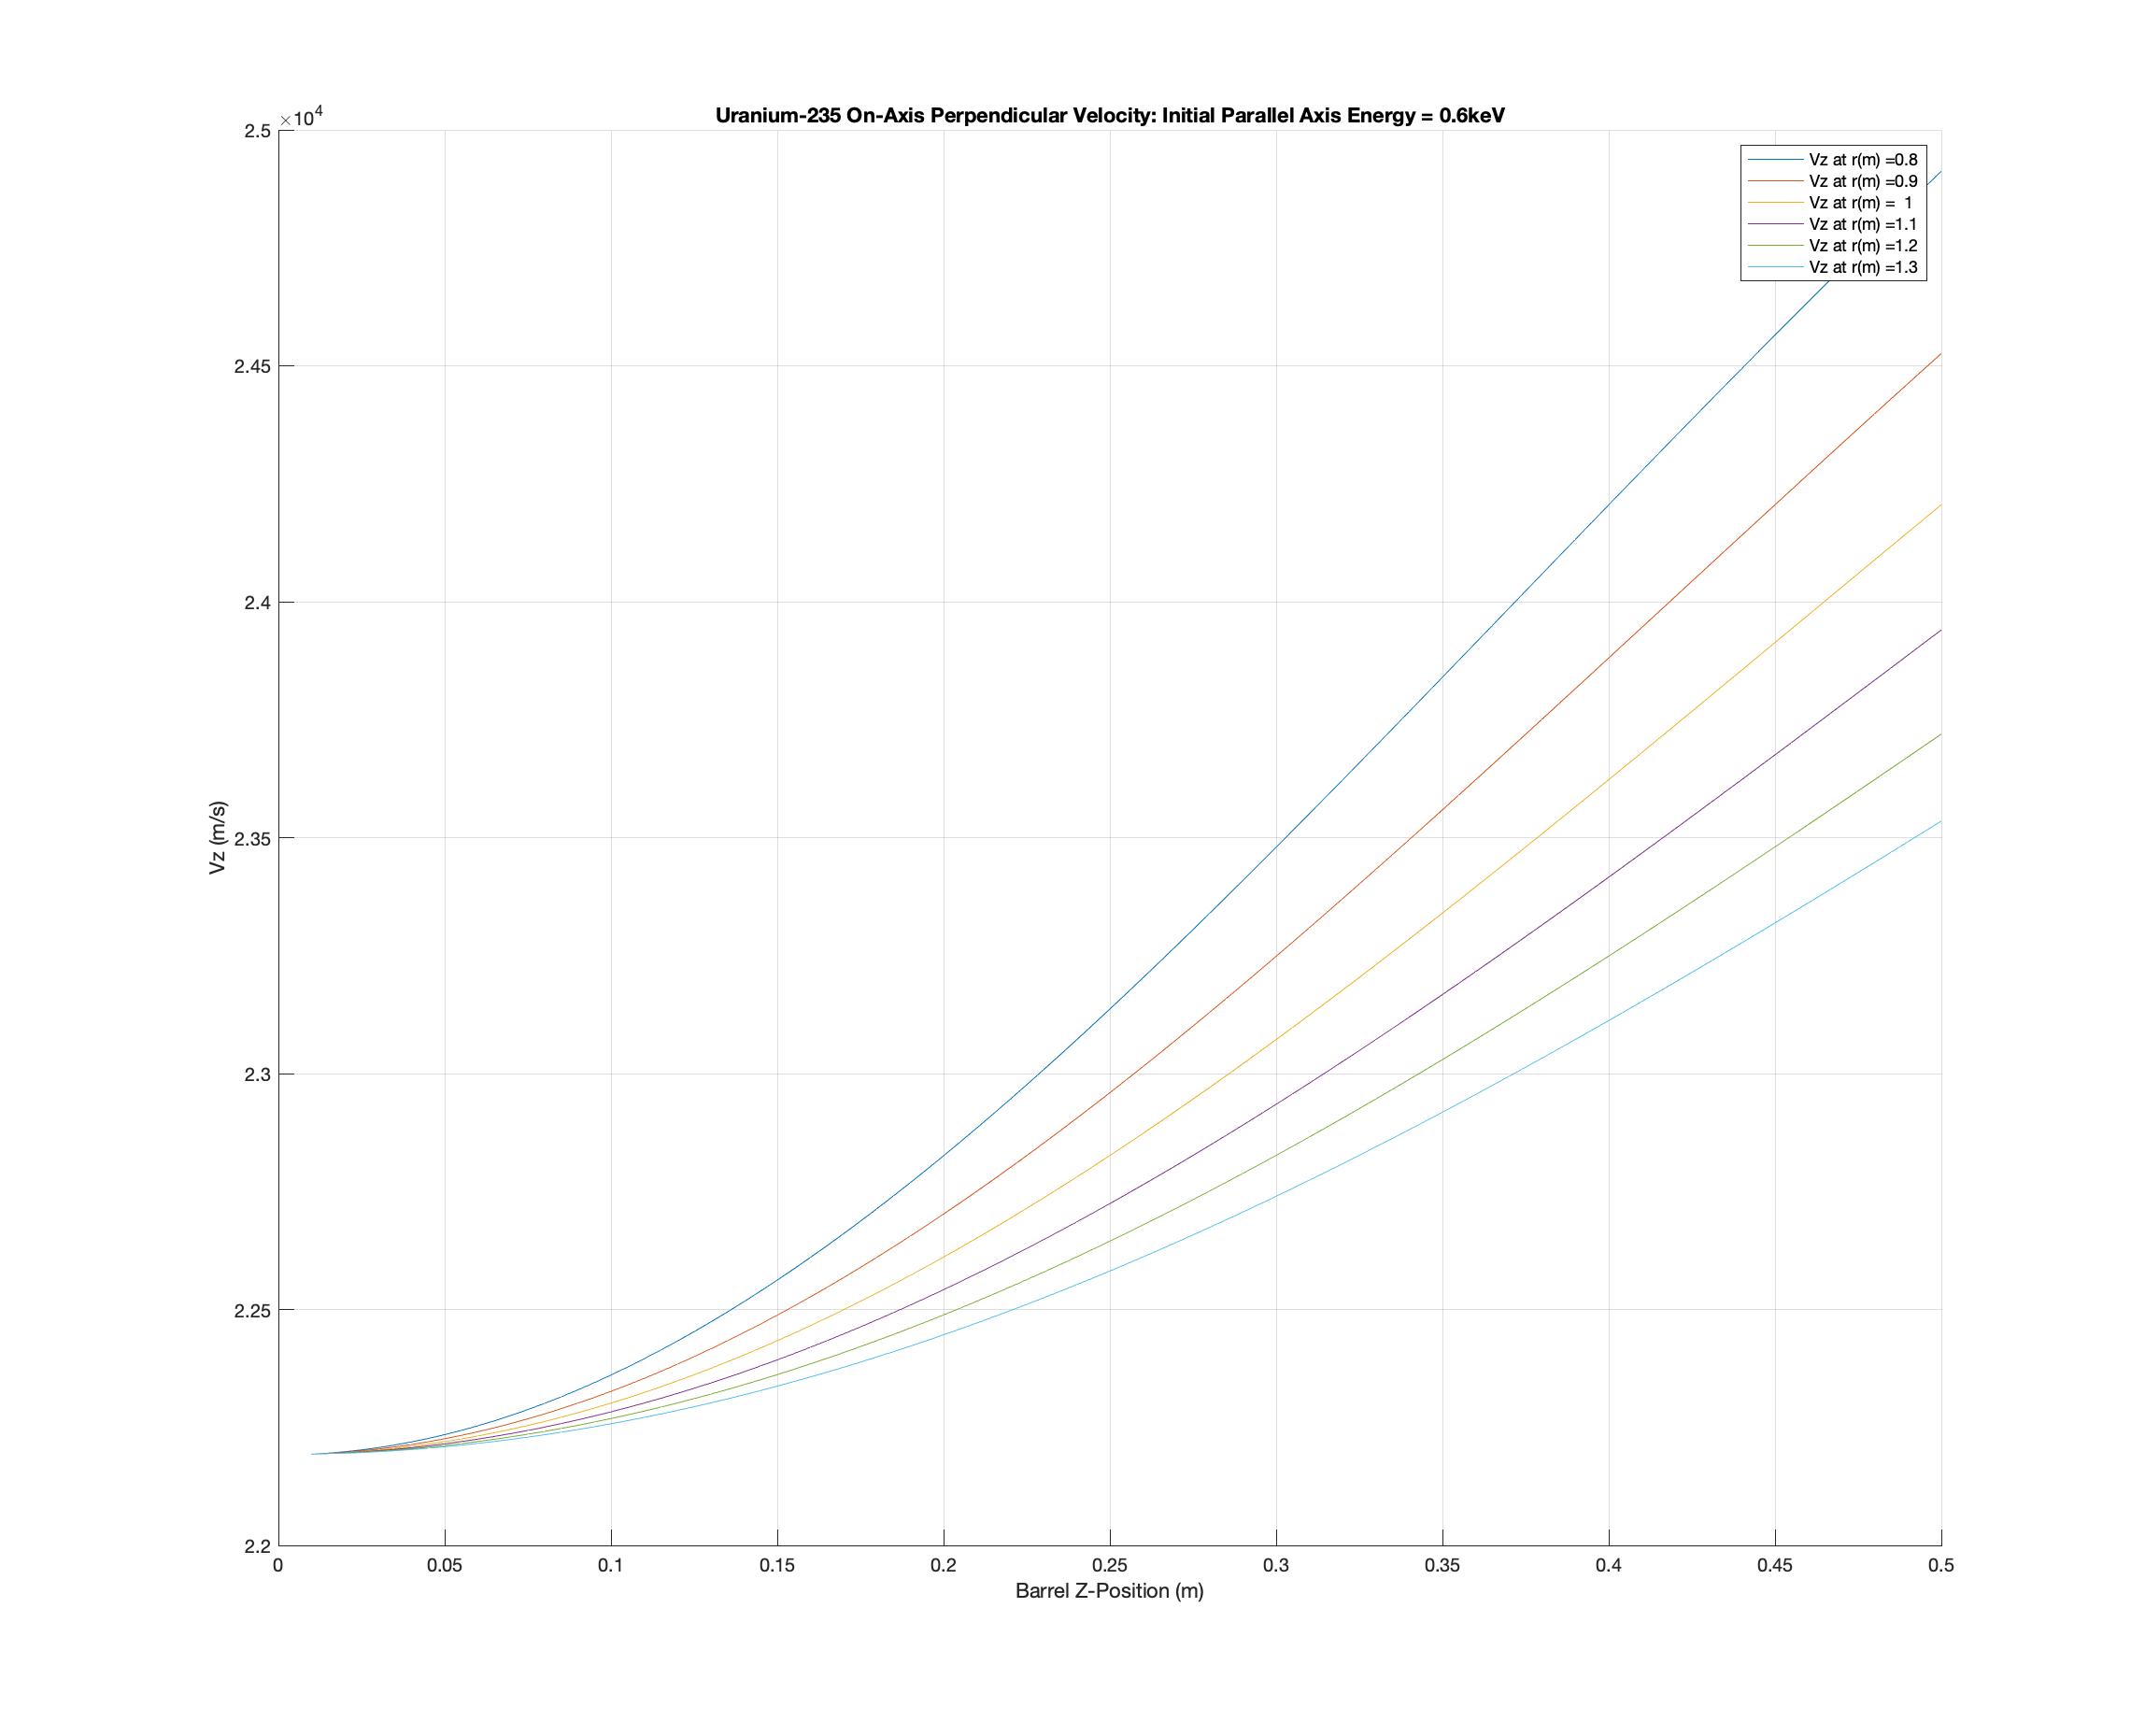 Uranium-235 On-Axis Perpendicular Velocity: Initial Parallel Axis Energy = 0.6keV
×10⁴
2.5
2.45
2.4
2.35
2.3
2.25
2.2
Vz (m/s)
Vz at r(m) =0.8
Vz at r(m) =0.9
Vz at r(m) =  1
Vz at r(m) =1.1
Vz at r(m) =1.2
Vz at r(m) =1.3
0 0.05 0.1 0.15 0.2 0.25 0.3 0.35 0.4 0.45 0.5
Barrel Z-Position (m)